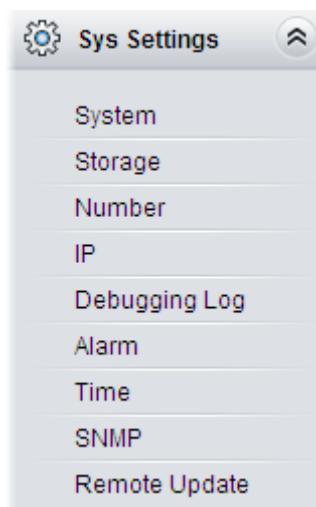 Sys Settings
System
Storage
Number
IP
Debugging Log
Alarm
Time
SNMP
Remote Update